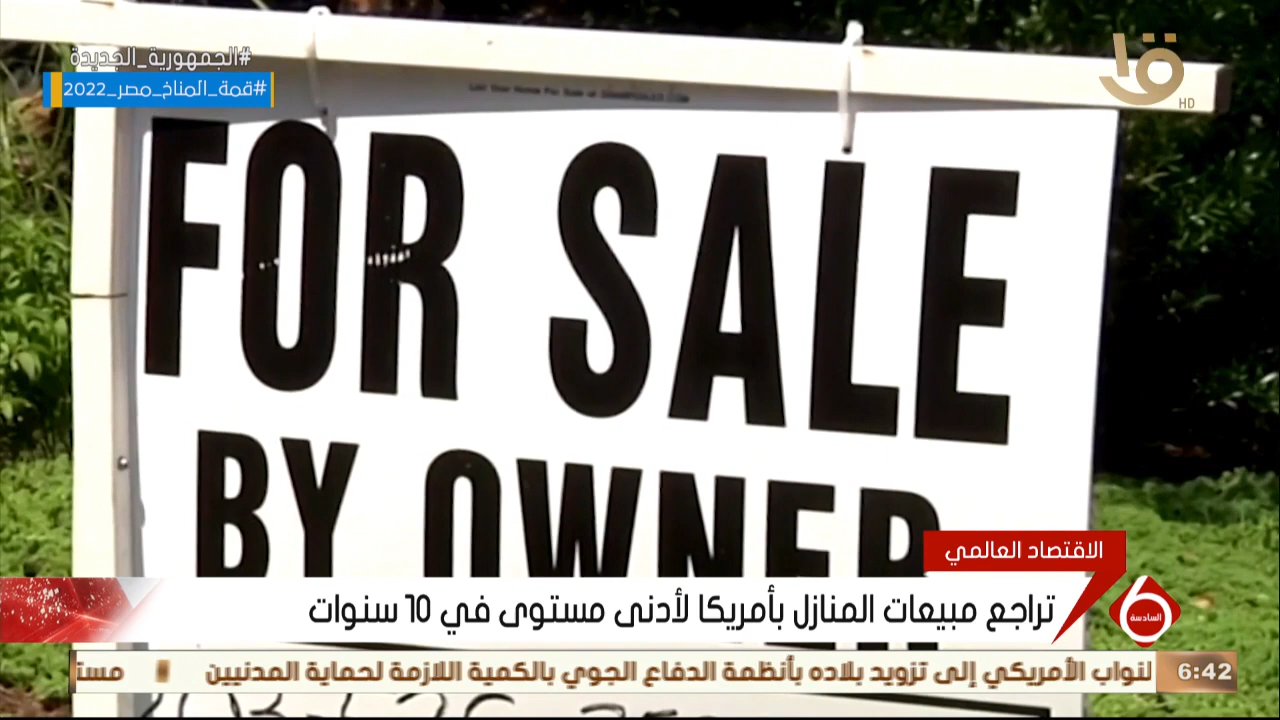 #الجمهورية_الجديدة
#قمة_المناخ_مصر_2022
HD
FOR SALE
BY OWNER
الاقتصاد العالمي
تراجع مبيعات المنازل بأمريكا لأدنى مستوى في 10 سنوات
السادسة
لنواب الأمريكي إلى تزويد بلاده بأنظمة الدفاع الجوي بالكمية اللازمة لحماية المدنيين
6:42